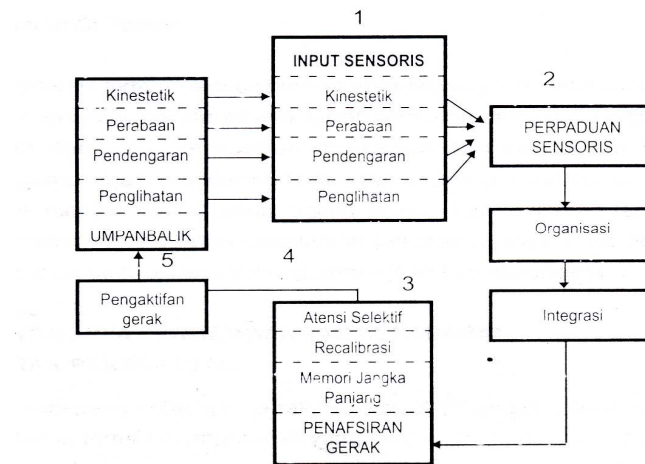 1
INPUT SENSORIS
Kinestetik
Perabaan
Pendengaran
Penglihatan
2
PERPADUAN
SENSORIS
Organisasi
Integrasi
3
Atensi Selektif
Recalibrasi
Memori Jangka
Panjang
PENAFSIRAN
GERAK
4
5
Pengaktifan
gerak
Kinestetik
Perabaan
Pendengaran
Penglihatan
UMPANBALIK